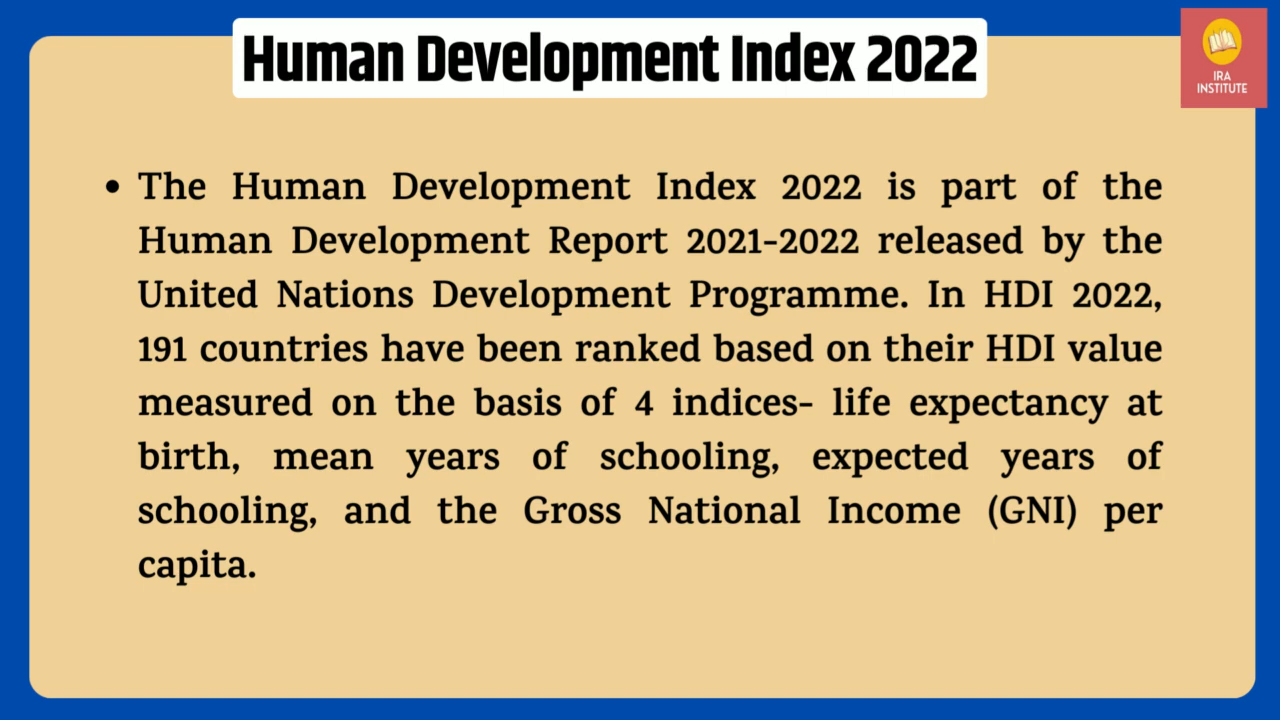 Human Development Index 2022
IRA
INSTITUTE
• The Human Development Index 2022 is part of the
Human Development Report 2021-2022 released by the
United Nations Development Programme. In HDI 2022,
191 countries have been ranked based on their HDI value
measured on the basis of 4 indices- life expectancy at
birth, mean years of schooling, expected years of
schooling, and the Gross National Income (GNI) per
capita.